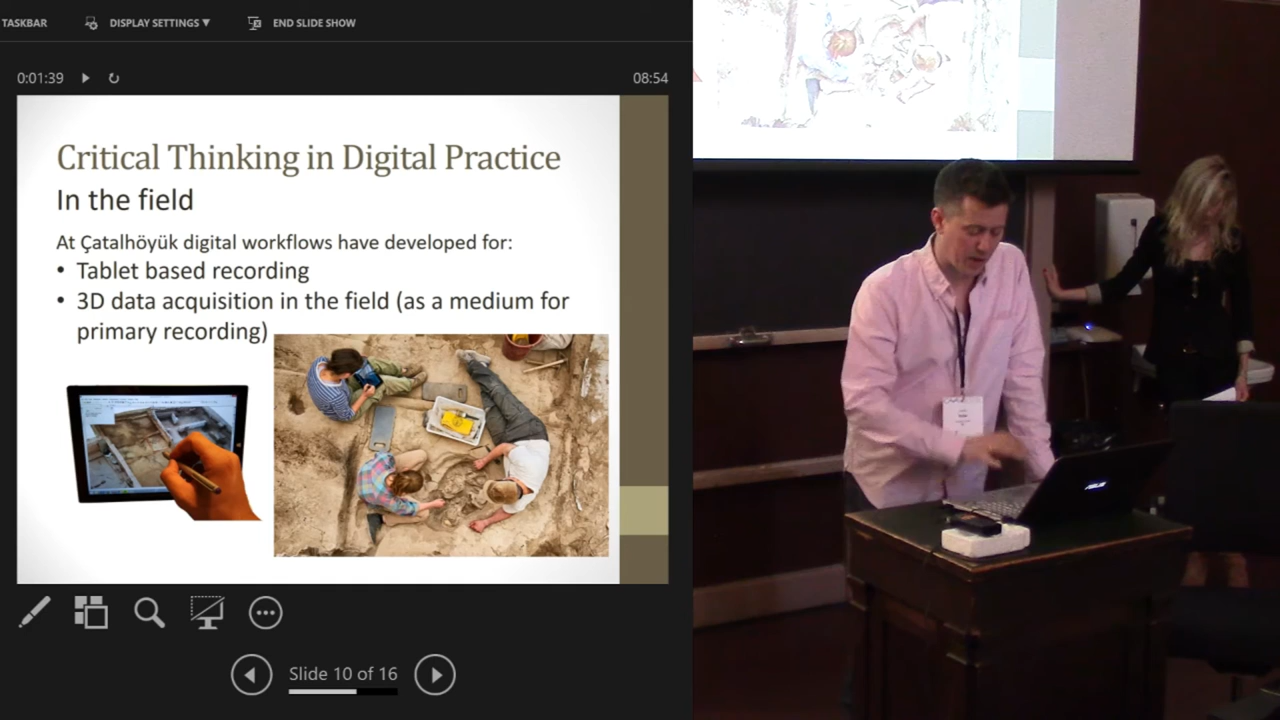 TASKBAR
DISPLAY SETTINGS ▼
END SLIDE SHOW
0:01:39
08:54
Critical Thinking in Digital Practice
In the field
At Çatalhöyük digital workflows have developed for:
• Tablet based recording
• 3D data acquisition in the field (as a medium for
primary recording)
Slide 10 of 16
ASUS